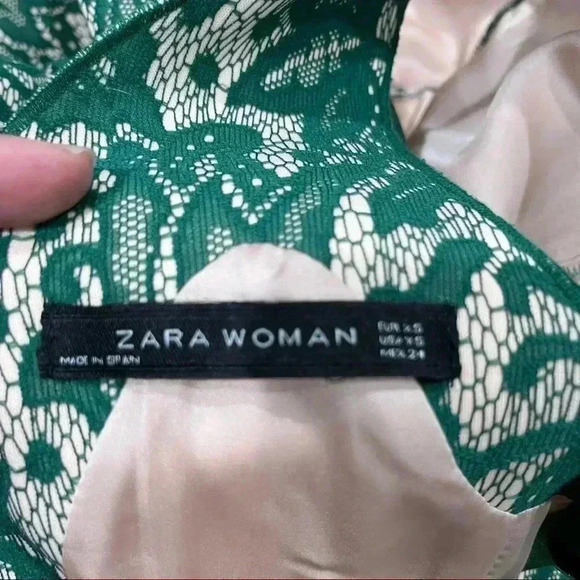 ZARA WOMAN
MADE IN SPAIN
EUR XS
USA XS
MEX 24